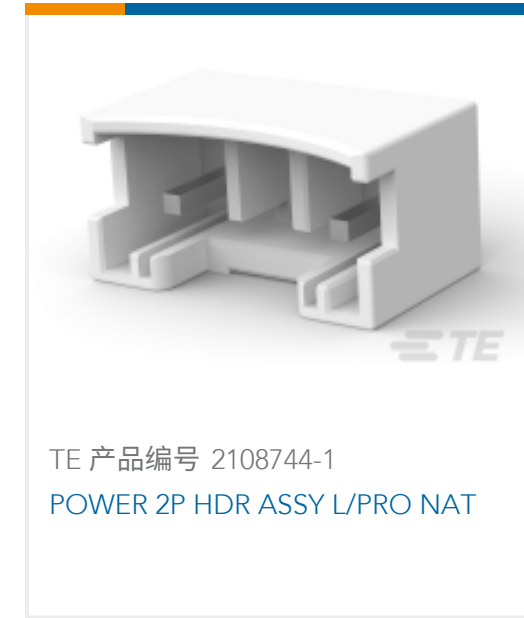 TE
TE 产品编号 2108744-1
POWER 2P HDR ASSY L/PRO NAT